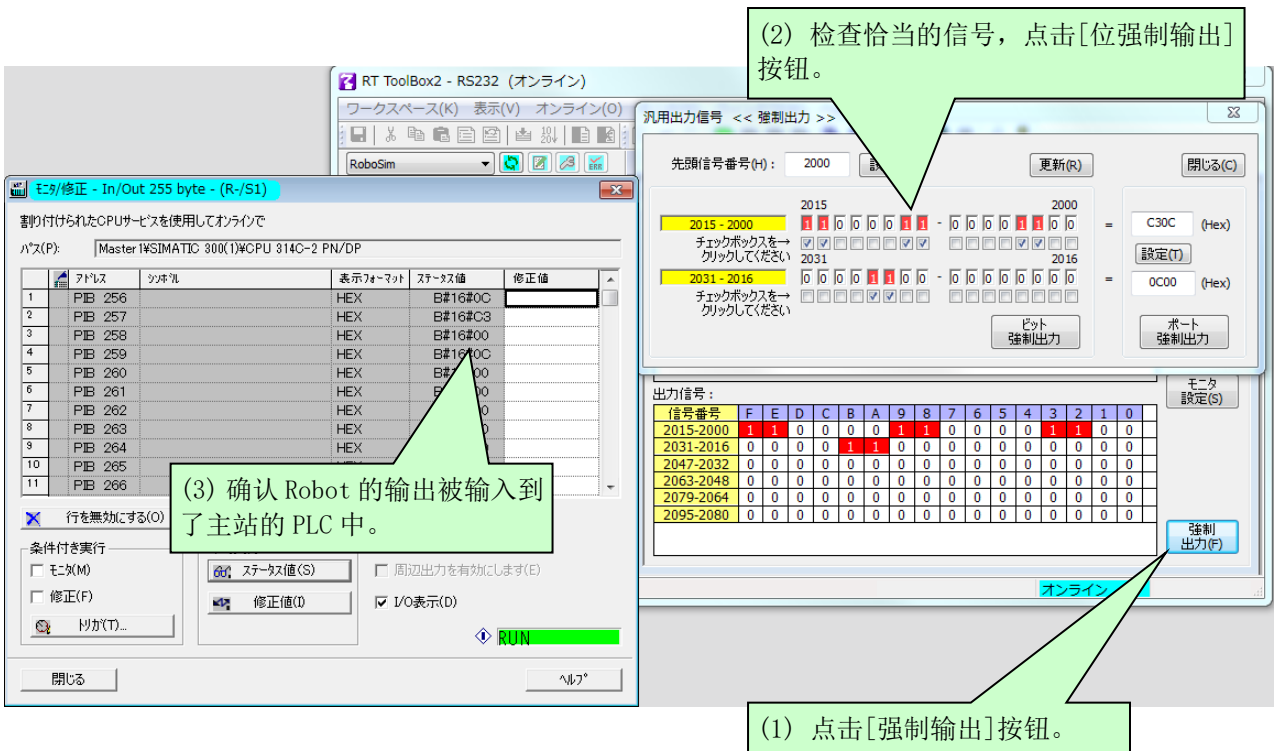 (2) 检查恰当的信号，点击[位强制输出]
按钮。
RT ToolBox2 - RS232 (オンライン)
ワークスペース(K) 表示(V) オンライン(O)
RoboSim
汎用出力信号 << 強制出力 >>
先頭信号番号(H)： 2000
更新(R)
閉じる(C)
2015 2000
2015 - 2000 1 1 0 0 0 0 1 1 - 0 0 0 0 1 1 0 0 = C30C (Hex)
チェックボックスを→
クリックしてください
設定(T)
2031 2016
2031 - 2016 0 0 0 0 1 1 0 0 - 0 0 0 0 0 0 0 0 = 0C00 (Hex)
チェックボックスを→
クリックしてください
ビット
強制出力
ポート
強制出力
モニタ/修正 - In/Out 255 byte - (R-/S1)
割り付けられたCPUサービスを使用してオンラインで
パス(P): Master1¥SIMATIC 300(1)¥CPU 314C-2 PN/DP
アドレス シンボル 表示フォーマット ステータス値 修正値
1 PIB 256 HEX B#16#0C
2 PIB 257 HEX B#16#C3
3 PIB 258 HEX B#16#00
4 PIB 259 HEX B#16#0C
5 PIB 260 HEX
6 PIB 261 HEX
7 PIB 262 HEX
8 PIB 263 HEX
9 PIB 264 HEX
10 PIB 265
11 PIB 266
(3) 确认 Robot 的输出被输入到
了主站的 PLC 中。
行を無効にする(O)
条件付き実行
モニタ(M)
修正(F)
トリガ(T)...
ステータス値(S)
修正値(I)
周辺出力を有効にします(E)
I/O表示(D)
RUN
閉じる
ヘルプ
出力信号：
モニタ
設定(S)
信号番号 F E D C B A 9 8 7 6 5 4 3 2 1 0
2015-2000 1 1 0 0 0 0 1 1 0 0 0 0 1 1 0 0
2031-2016 0 0 0 0 1 1 0 0 0 0 0 0 0 0 0 0
2047-2032 0 0 0 0 0 0 0 0 0 0 0 0 0 0 0 0
2063-2048 0 0 0 0 0 0 0 0 0 0 0 0 0 0 0 0
2079-2064 0 0 0 0 0 0 0 0 0 0 0 0 0 0 0 0
2095-2080 0 0 0 0 0 0 0 0 0 0 0 0 0 0 0 0
強制
出力(F)
オンライン
(1) 点击[强制输出]按钮。